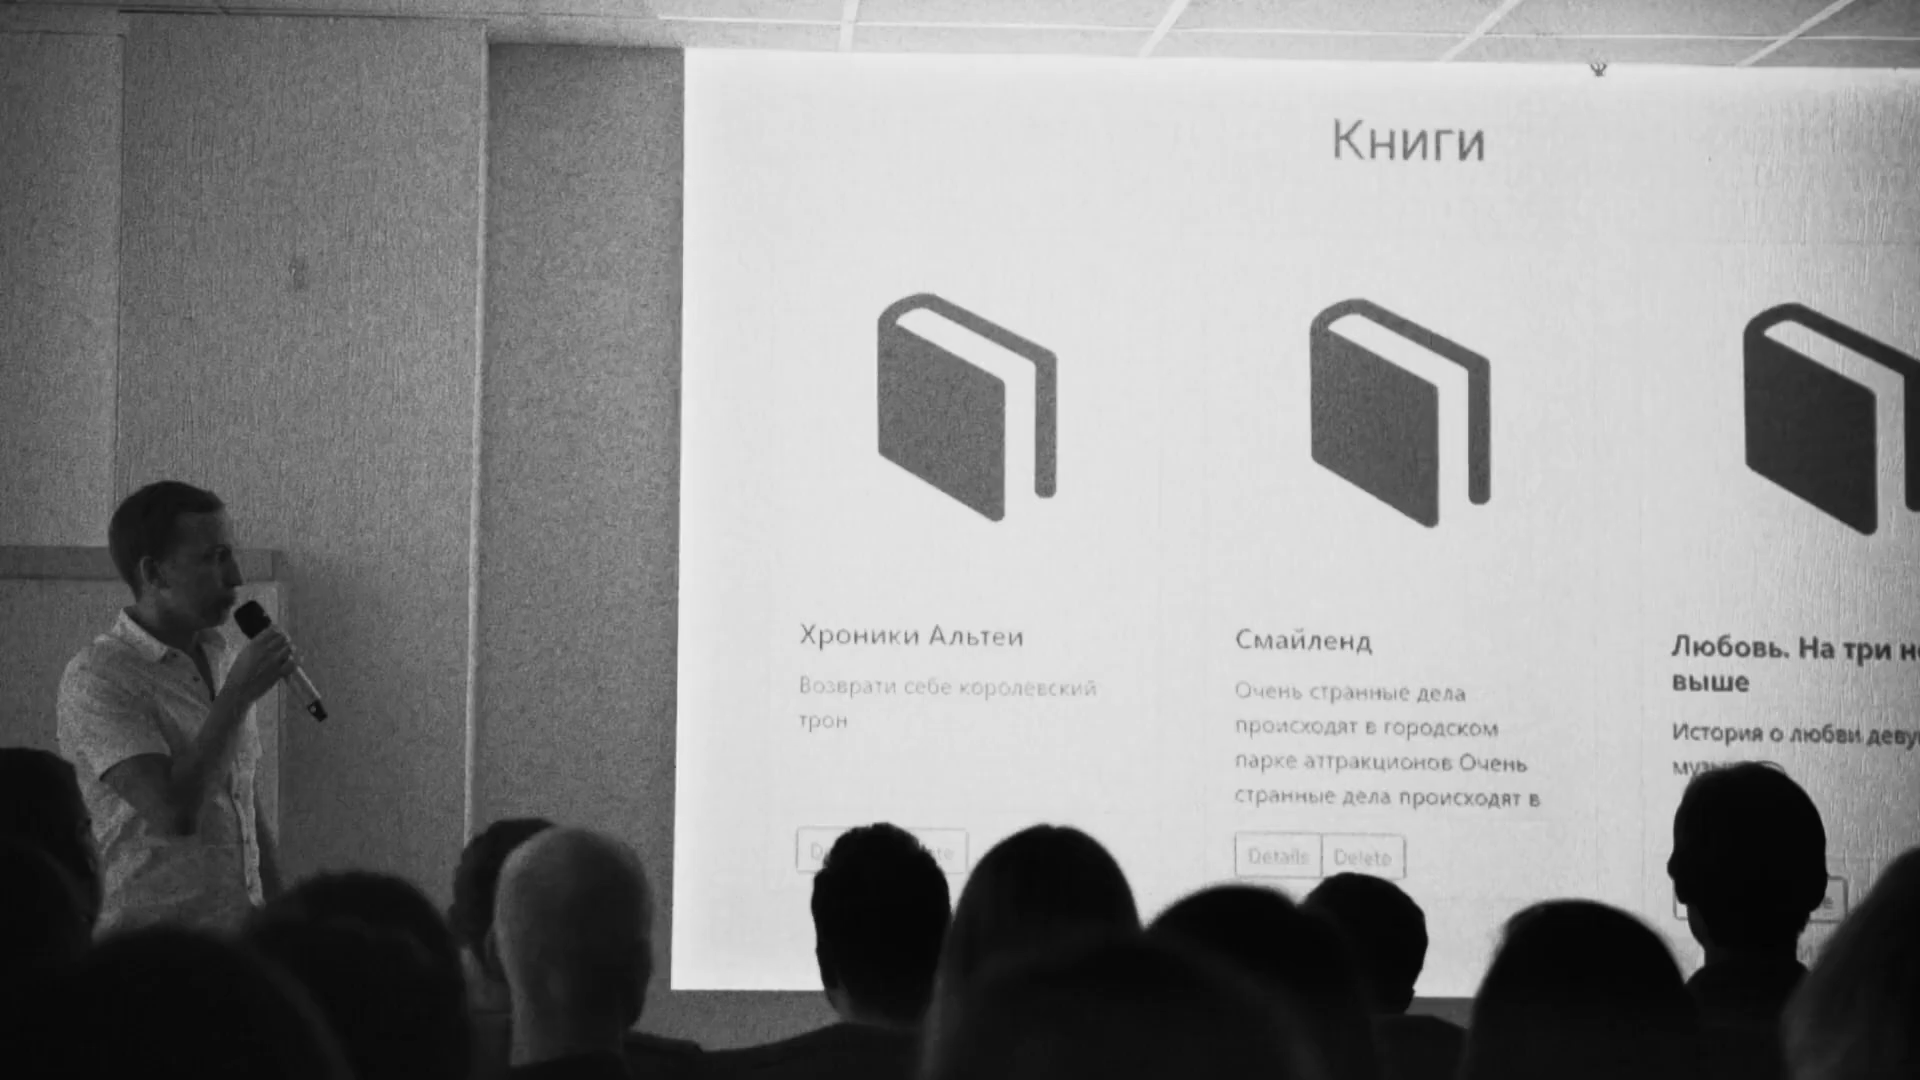 Книги
Хроники Альтеи
Возврати себе королевский
трон
Смайленд
Очень странные дела
происходят в городском
парке аттракционов Очень
странные дела происходят в
Details Delete
Любовь. На три
выше
История о любви